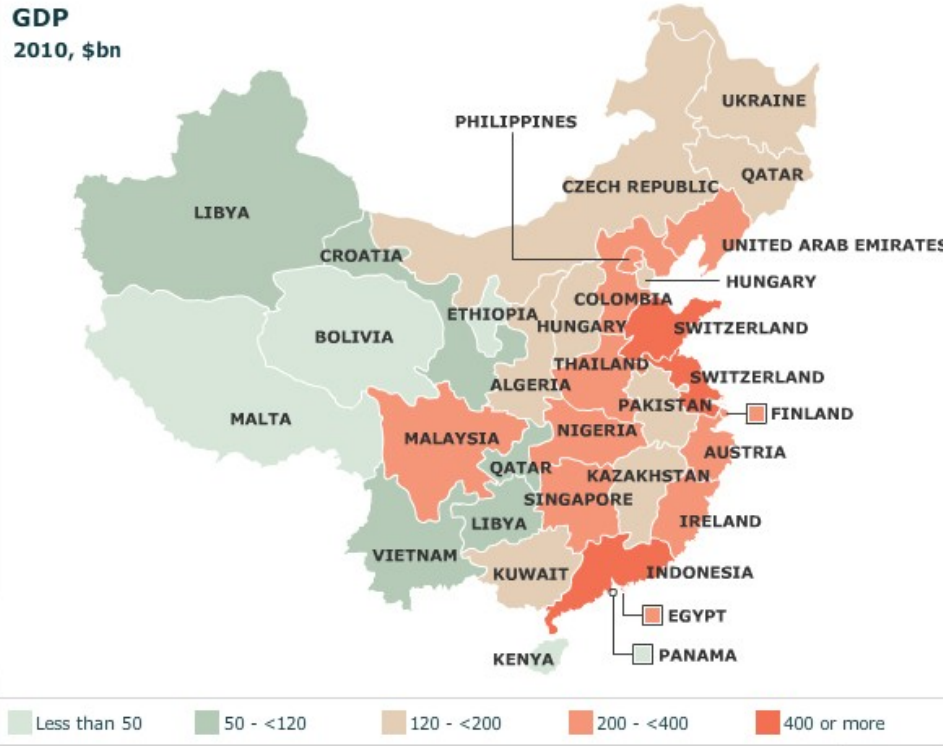 GDP
2010, $bn
UKRAINE
PHILIPPINES
QATAR
CZECH REPUBLIC
LIBYA
UNITED ARAB EMIRATES
CROATIA
HUNGARY
COLOMBIA
ETHIOPIA
HUNGARY
SWITZERLAND
BOLIVIA
THAILAND
SWITZERLAND
ALGERIA
PAKISTAN
FINLAND
MALTA
NIGERIA
MALAYSIA
AUSTRIA
QATAR
KAZAKHSTAN
SINGAPORE
LIBYA
IRELAND
VIETNAM
KUWAIT
INDONESIA
EGYPT
KENYA
PANAMA
Less than 50
50 - <120
120 - <200
200 - <400
400 or more